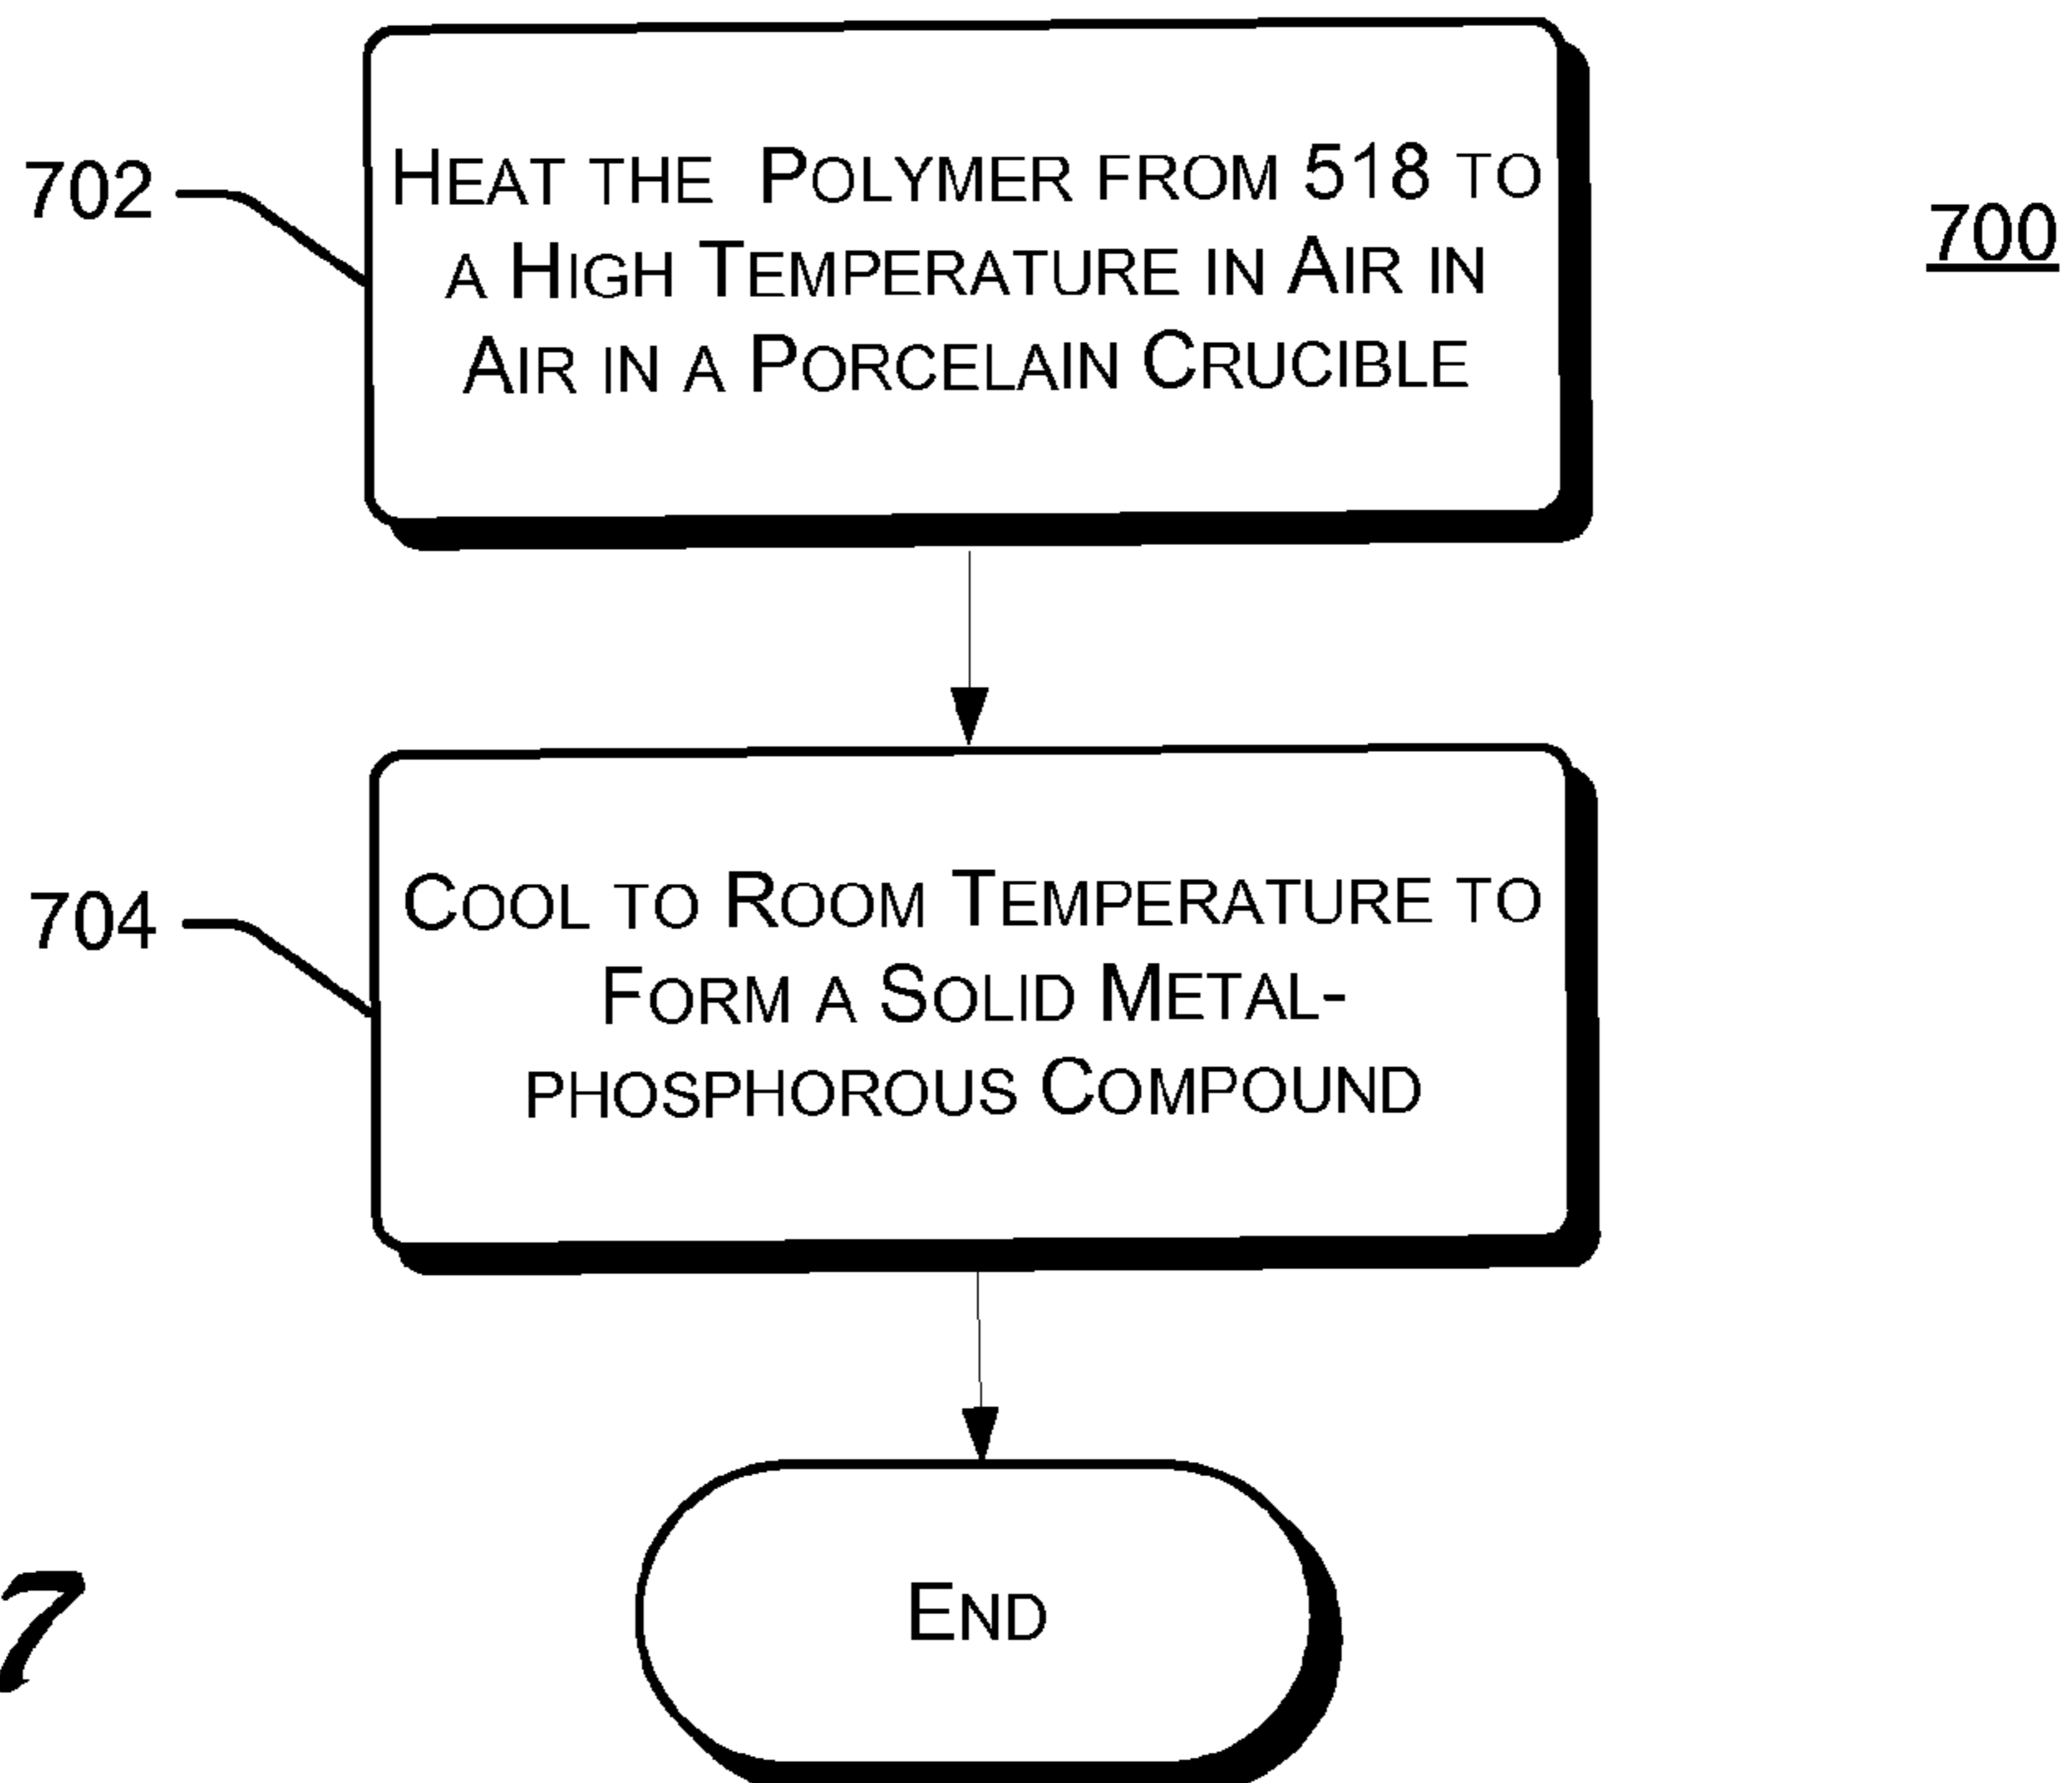 700
702
HEAT THE POLYMER FROM 518 TO
A HIGH TEMPERATURE IN AIR IN
AIR IN A PORCELAIN CRUCIBLE
704
COOL TO ROOM TEMPERATURE TO
FORM A SOLID METAL-
PHOSPHOROUS COMPOUND
END
7